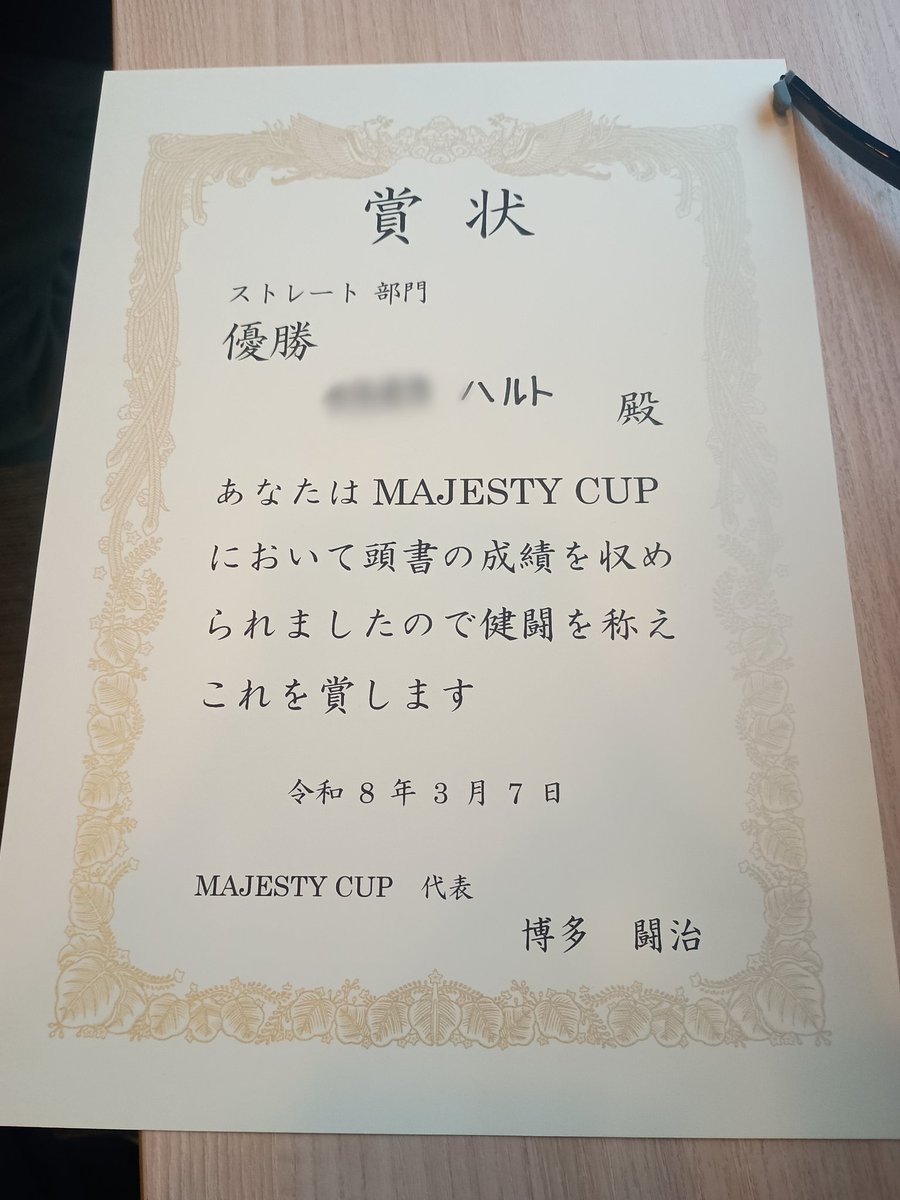 賞状
ストレート 部門
優勝
ハルト 殿
あなたは MAJESTY CUP
において頭書の成績を収め
られましたので健闘を称え
これを賞します
令和 8 年 3 月 7 日
MAJESTY CUP 代表
博多 闘治